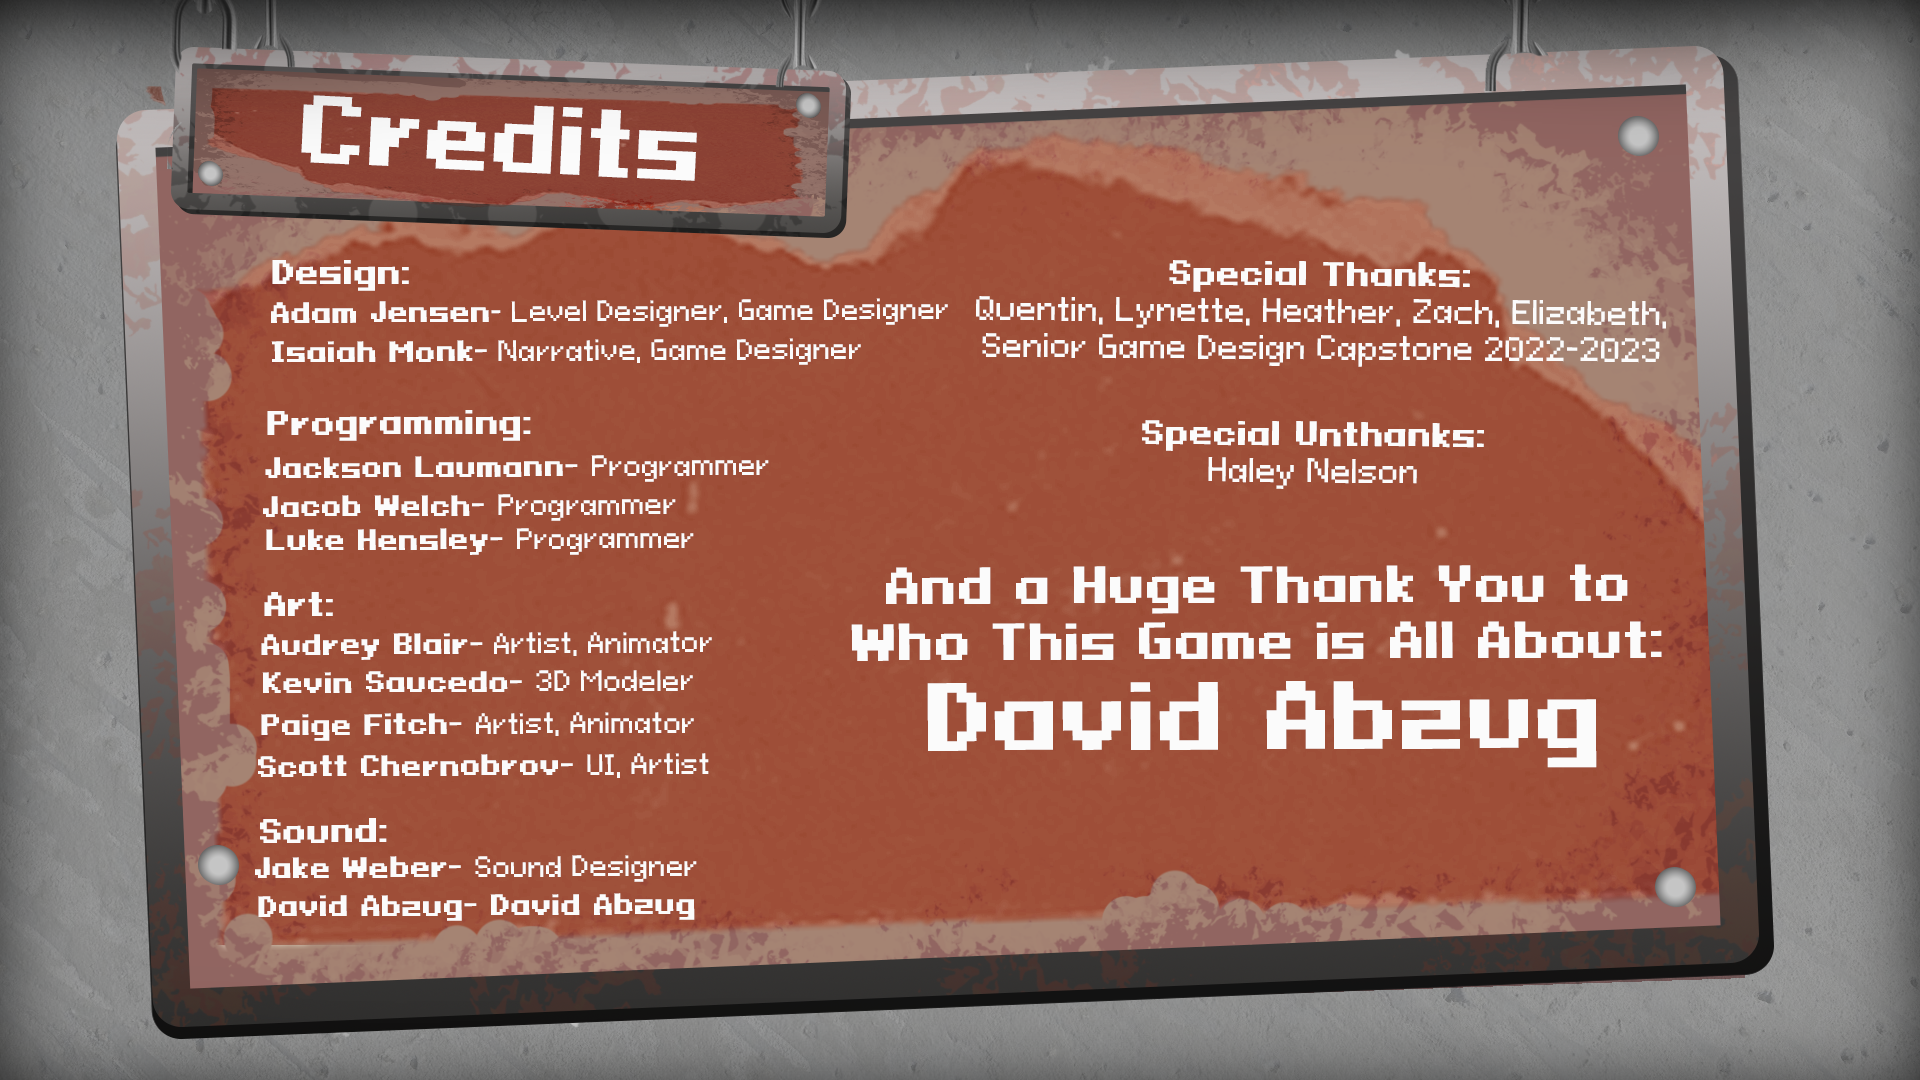 Credits
Design:
Adam Jensen- Level Designer, Game Designer
Isaiah Monk- Narrative, Game Designer
Programming:
Jackson Laumann- Programmer
Jacob Welch- Programmer
Luke Hensley- Programmer
Art:
Audrey Blair- Artist, Animator
Kevin Saucedo- 3D Modeler
Paige Fitch- Artist, Animator
Scott Chernobrov- UI, Artist
Sound:
Jake Weber- Sound Designer
David Abzug- David Abzug
Special Thanks:
Quentin, Lynette, Heather, Zach, Elizabeth,
Senior Game Design Capstone 2022-2023
Special Unthanks:
Haley Nelson
And a Huge Thank You to
Who This Game is All About:
David Abzug